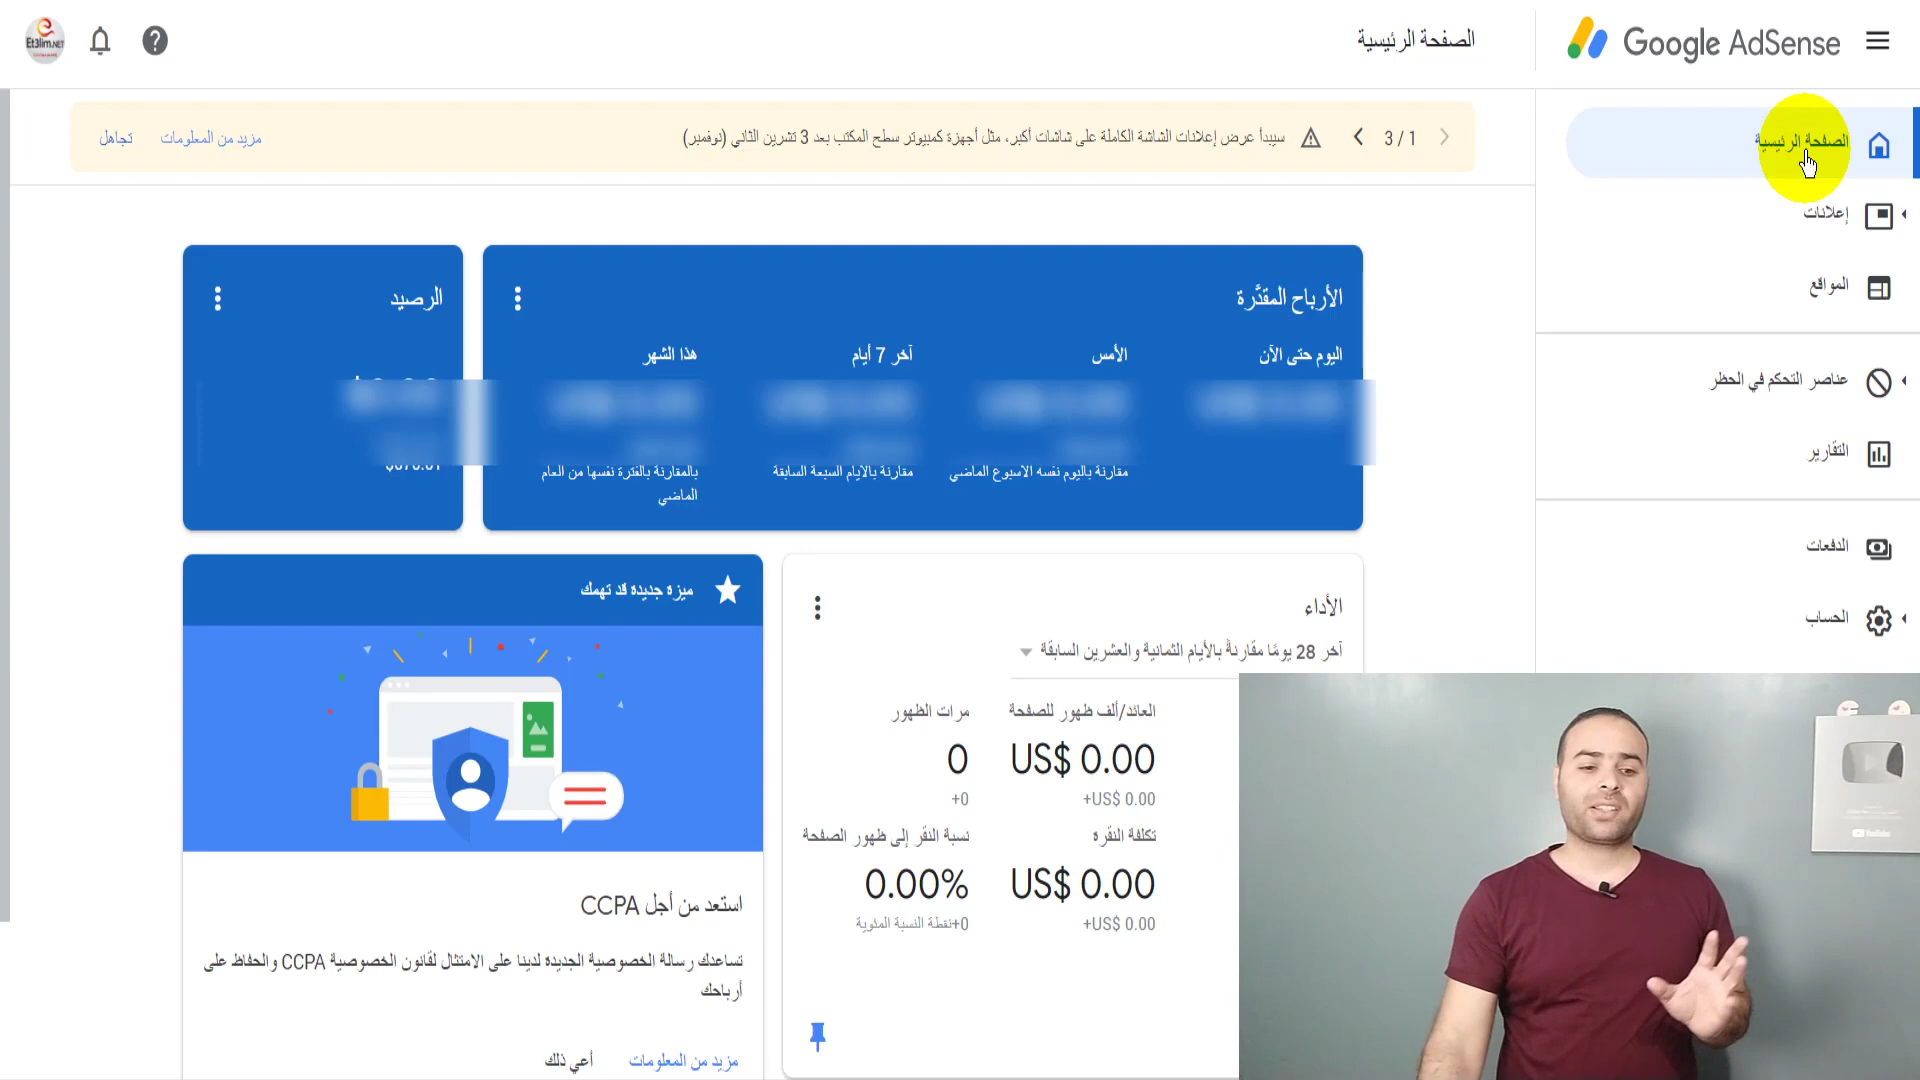 Google AdSense
الصفحة الرئيسية
Et3lim.NET
3 / 1
سيبدأ عرض إعلانات الشاشة الكاملة على شاشات أكبر، مثل أجهزة كمبيوتر سطح المكتب بعد 3 تشرين الثاني (نوفمبر)
مزيد من المعلومات
تجاهل
الصفحة الرئيسية
إعلانات
المواقع
عناصر التحكم في الحظر
التقارير
الدفعات
الحساب
الأرباح المقدَّرة
اليوم حتى الآن
الأمس
آخر 7 أيام
هذا الشهر
مقارنة باليوم نفسه الأسبوع الماضي
مقارنة بالأيام السبعة السابقة
بالمقارنة بالفترة نفسها من العام
الماضي
الرصيد
الأداء
آخر 28 يومًا مقارنةً بالأيام الثمانية والعشرين السابقة
العائد/ألف ظهور للصفحة
US$ 0.00
+US$ 0.00
مرات الظهور
0
+0
تكلفة النقرة
US$ 0.00
+US$ 0.00
نسبة النقر إلى ظهور الصفحة
0.00%
+0نقطة النسبة المئوية
ميزة جديدة قد تهمك
استعد من أجل CCPA
تساعدك رسالة الخصوصية الجديدة لدينا على الامتثال لقانون الخصوصية CCPA والحفاظ على
أرباحك
مزيد من المعلومات
أعي ذلك
YouTube